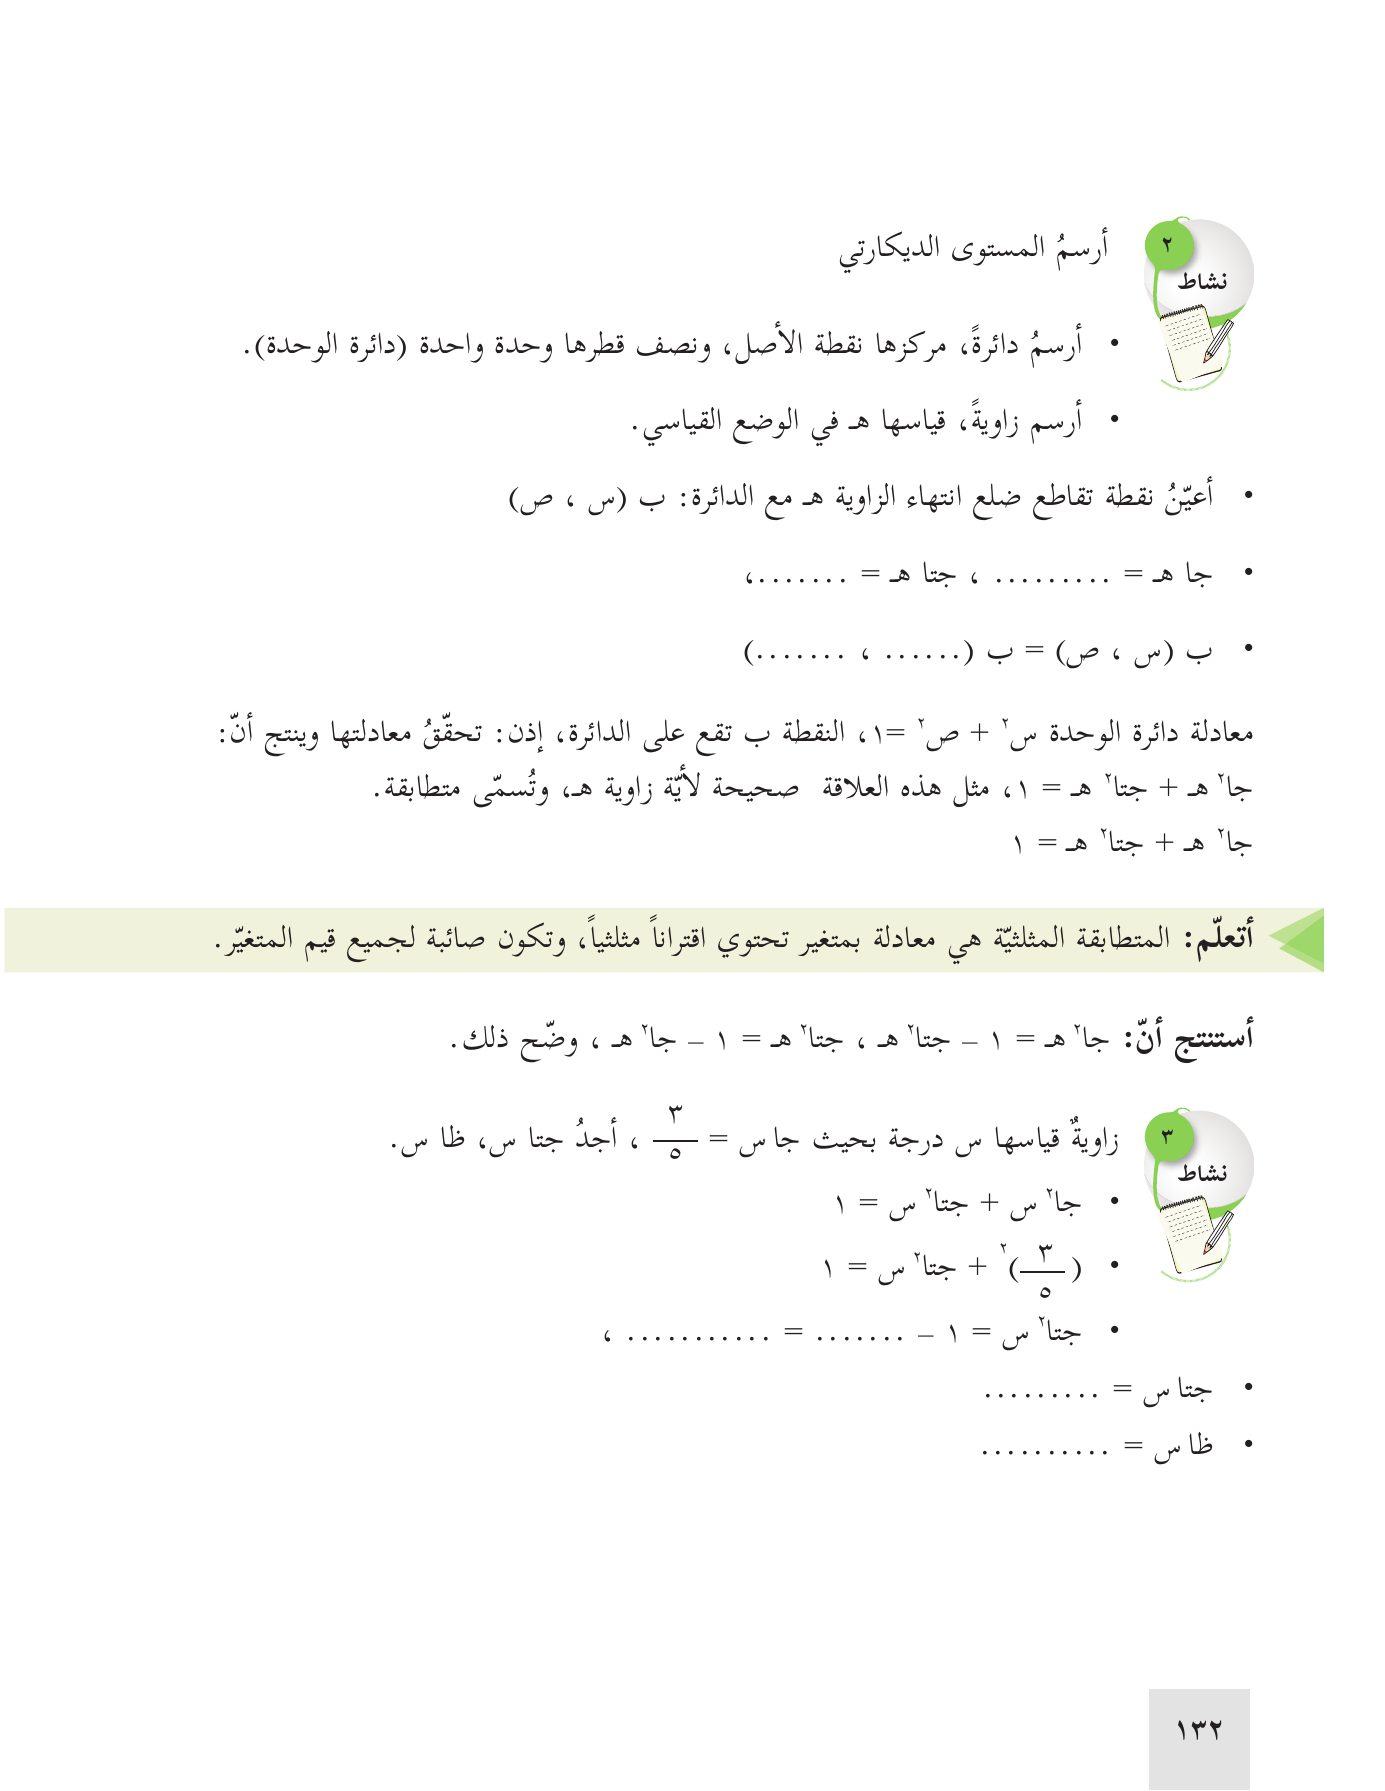 ٢
نشاط
أرسمُ المستوى الديكارتي
• أرسمُ دائرةً، مركزها نقطة الأصل، ونصف قطرها وحدة واحدة (دائرة الوحدة).
• أرسم زاويةً، قياسها هـ في الوضع القياسي.
• أعيّنُ نقطة تقاطع ضلع انتهاء الزاوية هـ مع الدائرة: ب (س ، ص)
• جا هـ = ......... ، جتا هـ = .......،
• ب (س ، ص) = ب (...... ، .......)
معادلة دائرة الوحدة س٢ + ص٢ =١، النقطة ب تقع على الدائرة، إذن: تحقّقُ معادلتها وينتج أنّ:
جا٢ هـ + جتا٢ هـ = ١، مثل هذه العلاقة صحيحة لأيّة زاوية هـ، وتُسمّى متطابقة.
جا٢ هـ + جتا٢ هـ = ١
أتعلّم: المتطابقة المثلثيّة هي معادلة بمتغير تحتوي اقتراناً مثلثياً، وتكون صائبة لجميع قيم المتغيّر.
أستنتج أنّ: جا٢ هـ = ١ – جتا٢ هـ ، جتا٢ هـ = ١ – جا٢ هـ ، وضّح ذلك.
٣
نشاط
زاويةٌ قياسها س درجة بحيث جا س = ٣/٥ ، أجدُ جتا س، ظا س.
• جا٢ س + جتا٢ س = ١
• (٣/٥)٢ + جتا٢ س = ١
• جتا٢ س = ١ – ....... = ........... ،
• جتا س = .........
• ظا س = ..........
١٣٢